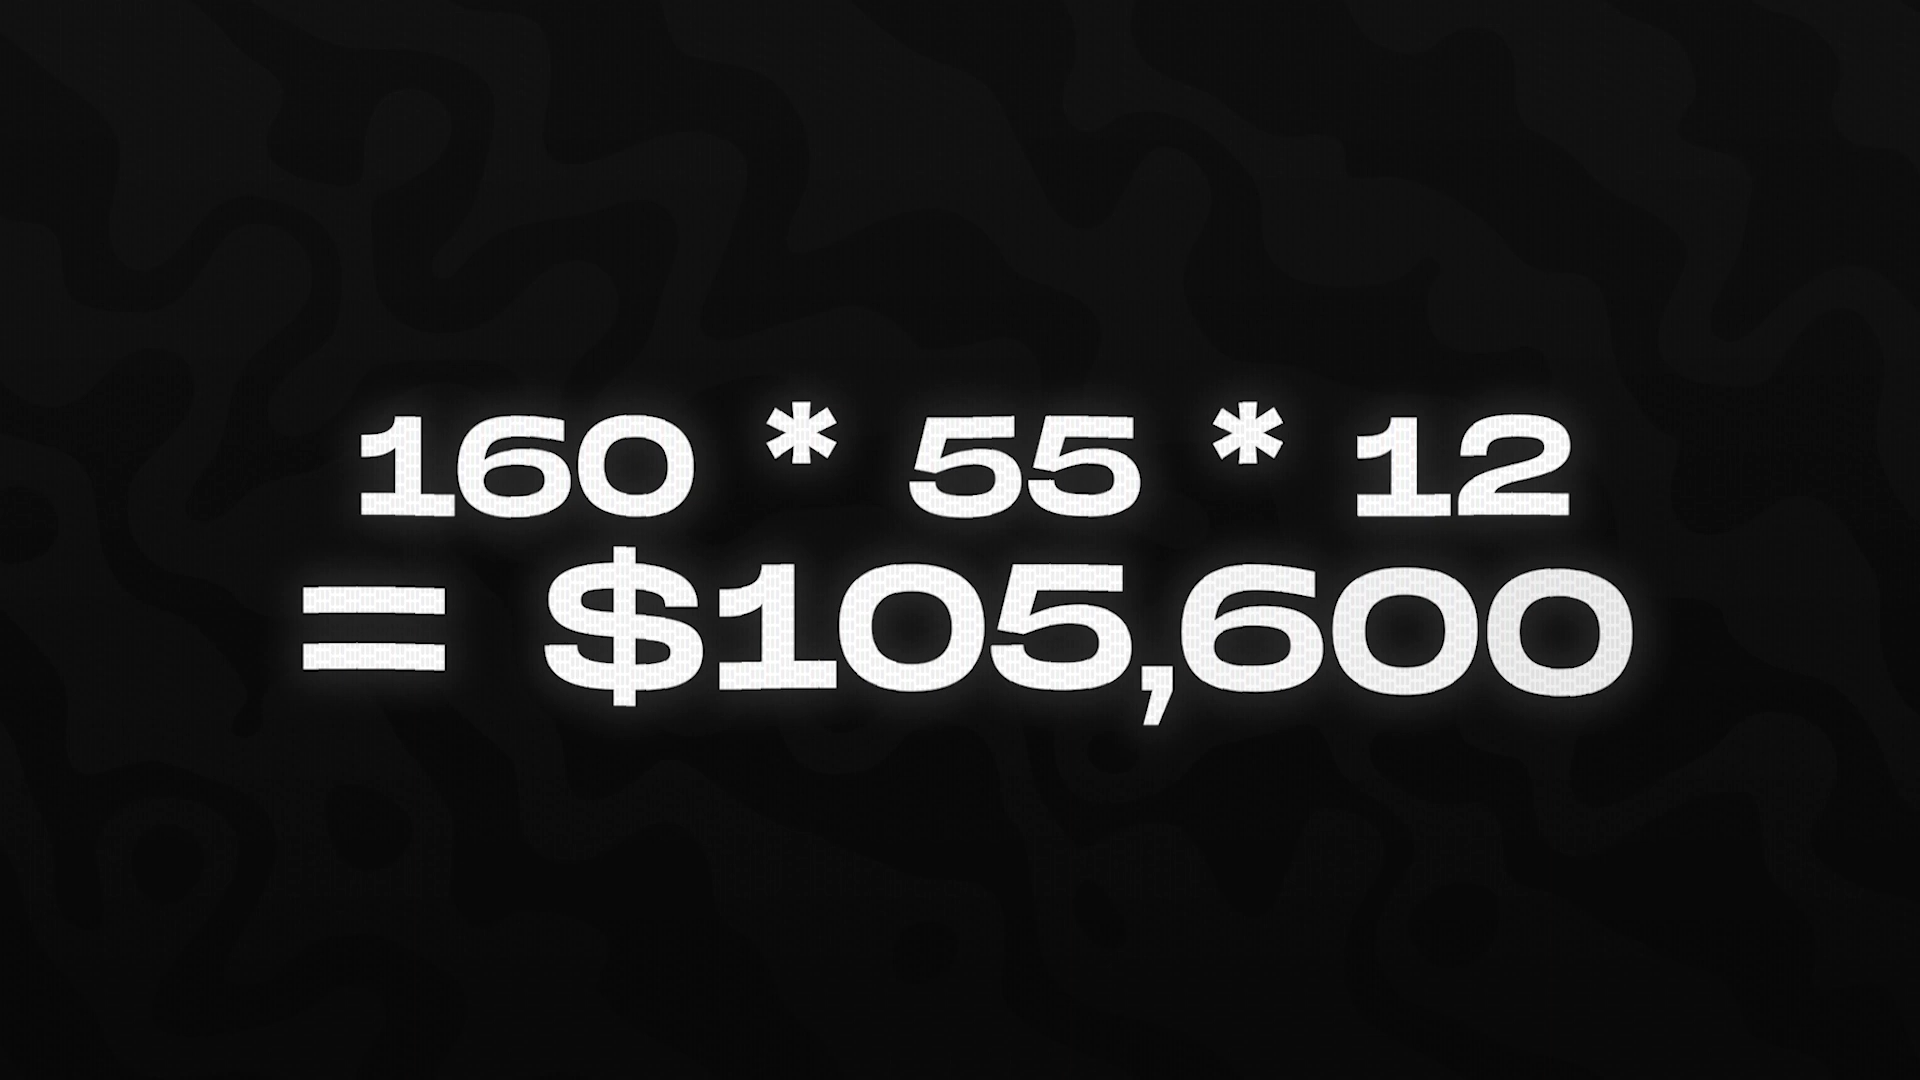 160 * 55 * 12
= $105,600